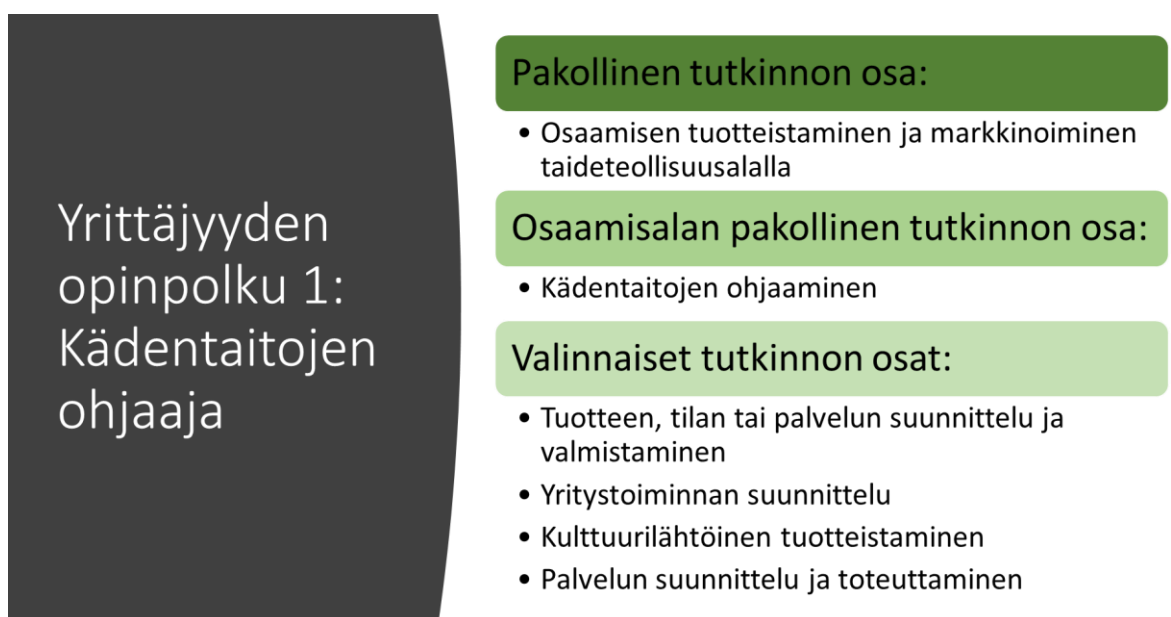 Yrittäjyyden
opinpolku 1:
Kädentaitojen
ohjaaja
Pakollinen tutkinnon osa:
• Osaamisen tuotteistaminen ja markkinoiminen
taideteollisuusalalla
Osaamisalan pakollinen tutkinnon osa:
• Kädentaitojen ohjaaminen
Valinnaiset tutkinnon osat:
• Tuotteen, tilan tai palvelun suunnittelu ja
valmistaminen
• Yritystoiminnan suunnittelu
• Kulttuurilähtöinen tuotteistaminen
• Palvelun suunnittelu ja toteuttaminen